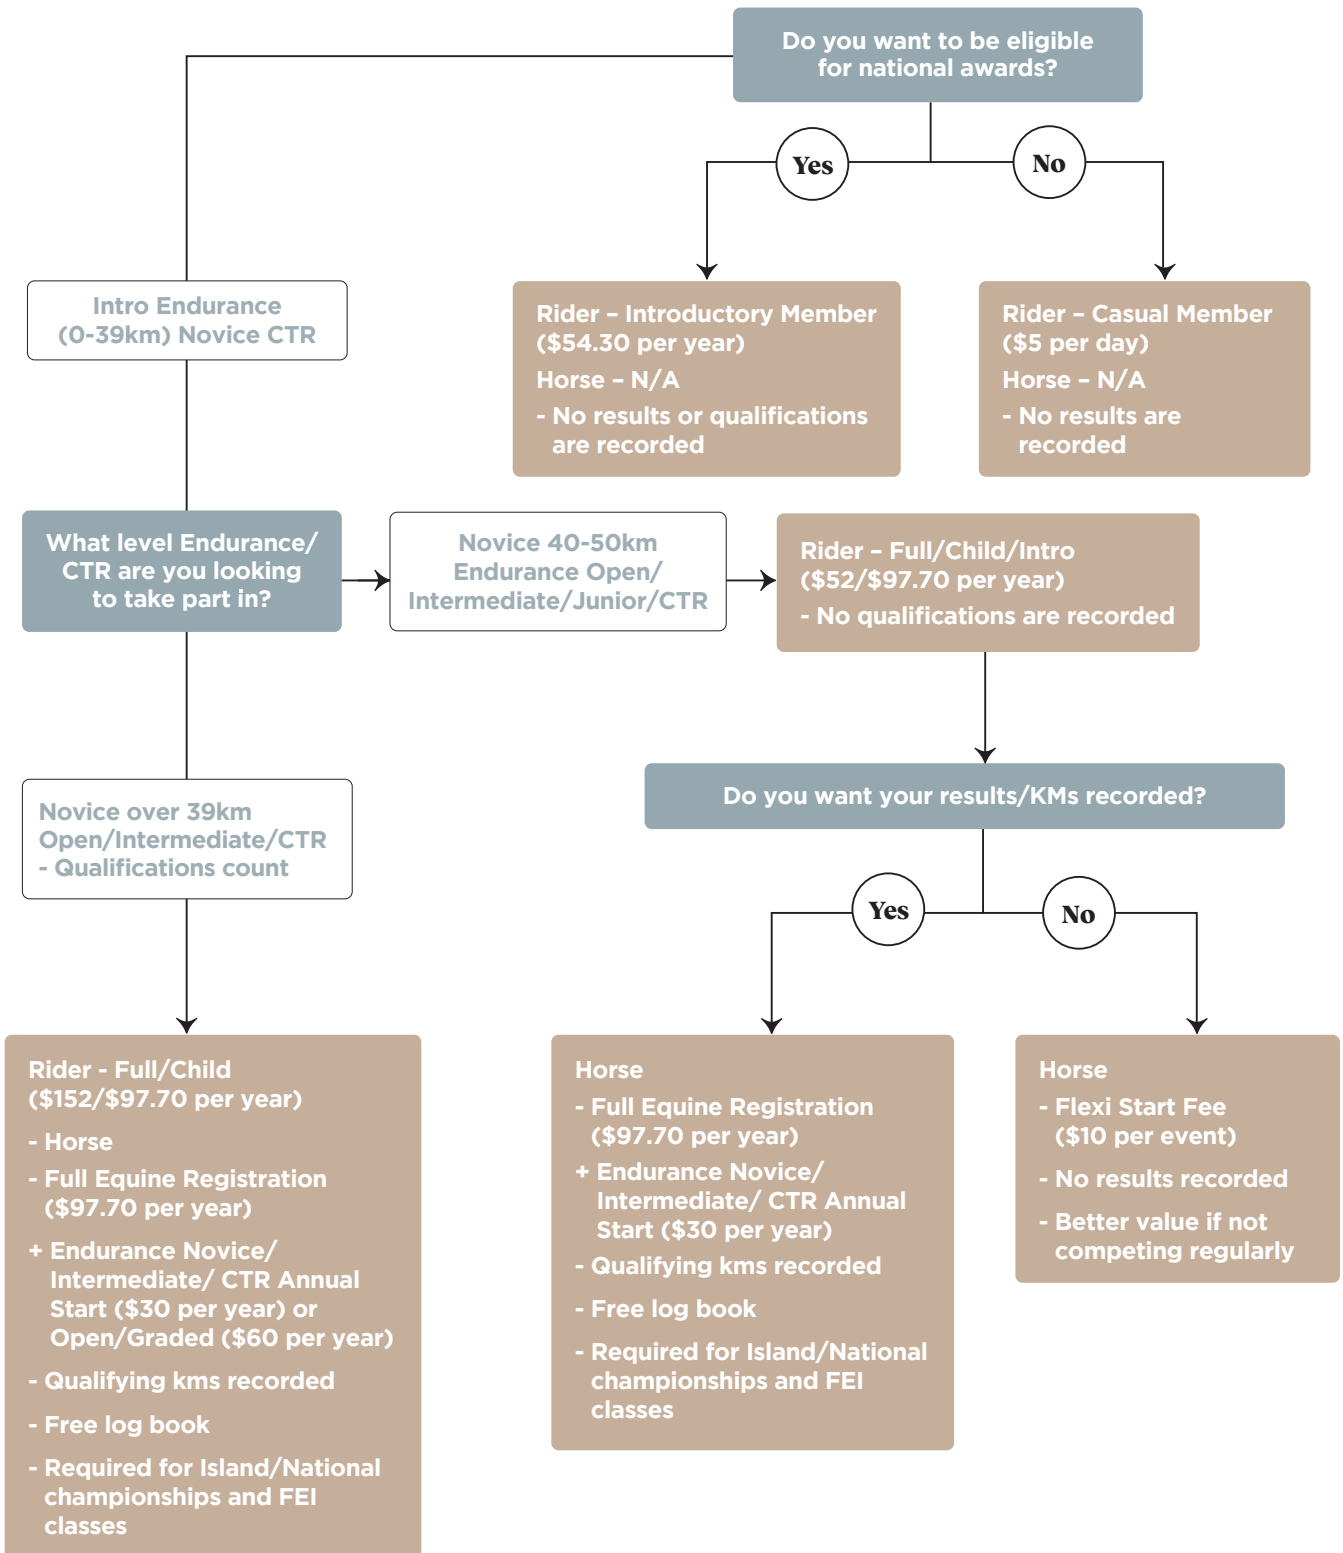 Do you want to be eligible
for national awards?
Yes
No
Intro Endurance
(0-39km) Novice CTR
Rider – Introductory Member
($54.30 per year)
Horse – N/A
- No results or qualifications
are recorded
Rider – Casual Member
($5 per day)
Horse – N/A
- No results are
recorded
What level Endurance/
CTR are you looking
to take part in?
Novice 40-50km
Endurance Open/
Intermediate/Junior/CTR
Rider – Full/Child/Intro
($52/$97.70 per year)
- No qualifications are recorded
Do you want your results/KMs recorded?
Novice over 39km
Open/Intermediate/CTR
- Qualifications count
Yes
No
Rider - Full/Child
($152/$97.70 per year)
- Horse
- Full Equine Registration
($97.70 per year)
+ Endurance Novice/
Intermediate/ CTR Annual
Start ($30 per year) or
Open/Graded ($60 per year)
- Qualifying kms recorded
- Free log book
- Required for Island/National
championships and FEI
classes
Horse
- Full Equine Registration
($97.70 per year)
+ Endurance Novice/
Intermediate/ CTR Annual
Start ($30 per year)
- Qualifying kms recorded
- Free log book
- Required for Island/National
championships and FEI
classes
Horse
- Flexi Start Fee
($10 per event)
- No results recorded
- Better value if not
competing regularly